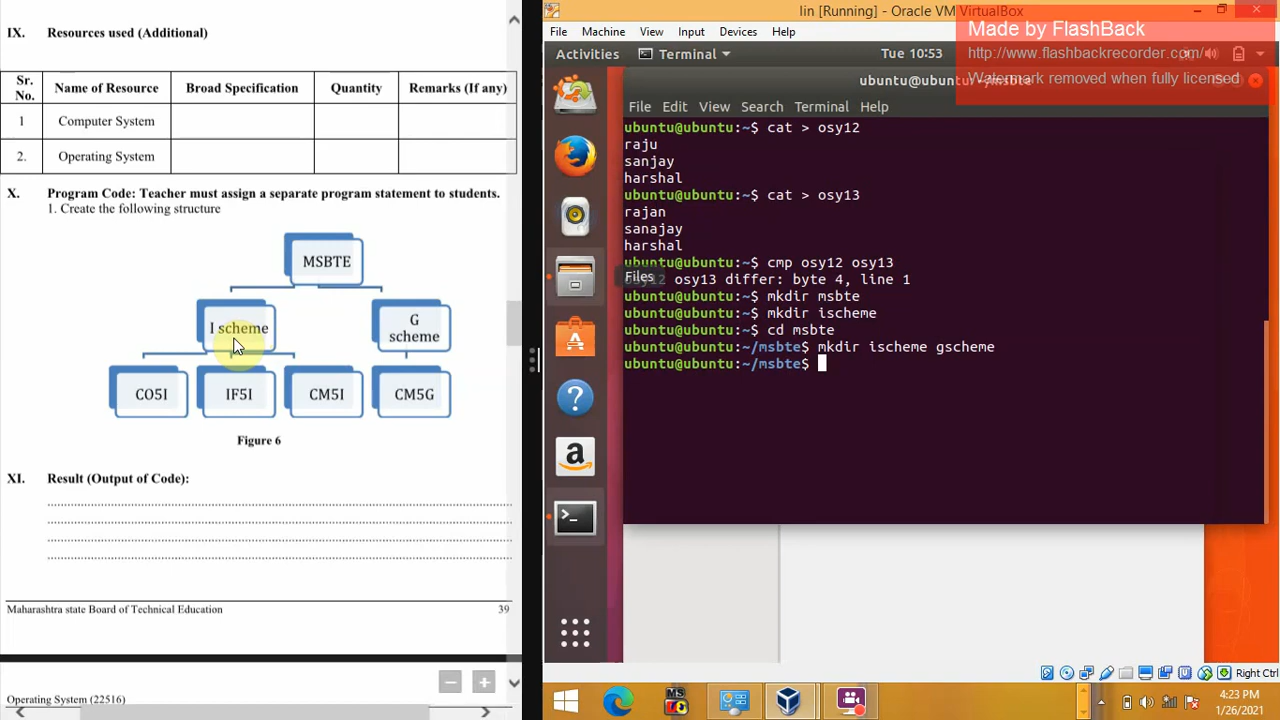 IX. Resources used (Additional)
Sr. No. Name of Resource Broad Specification Quantity Remarks (If any)
1 Computer System
2. Operating System
X. Program Code: Teacher must assign a separate program statement to students.
1. Create the following structure
MSBTE
I scheme
G scheme
CO5I IF5I CM5I CM5G
Figure 6
XI. Result (Output of Code):
Maharashtra state Board of Technical Education 39
Operating System (22516)
lin [Running] - Oracle VM VirtualBox
File Machine View Input Devices Help
Made by FlashBack
http://www.flashbackrecorder.com/
Watermark removed when fully licensed
Activities Terminal Tue 10:53
ubuntu@ubuntu: ~/msbte
File Edit View Search Terminal Help
ubuntu@ubuntu:~$ cat > osy12
raju
sanjay
harshal
ubuntu@ubuntu:~$ cat > osy13
rajan
sanajay
harshal
ubuntu@ubuntu:~$ cmp osy12 osy13
osy12 osy13 differ: byte 4, line 1
Files
ubuntu@ubuntu:~$ mkdir msbte
ubuntu@ubuntu:~$ mkdir ischeme
ubuntu@ubuntu:~$ cd msbte
ubuntu@ubuntu:~/msbte$ mkdir ischeme gscheme
ubuntu@ubuntu:~/msbte$
Right Ctrl
4:23 PM
1/26/2021